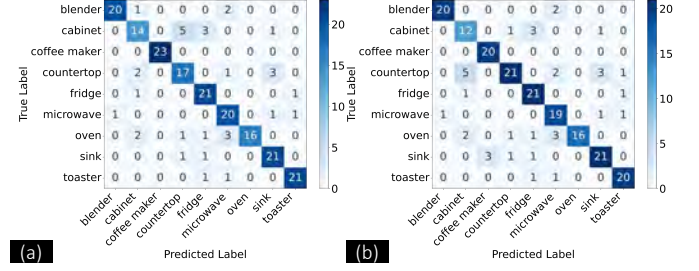 blender 20 1 0 0 0 2 0 0 0
cabinet 0 14 0 5 3 0 0 1 0
coffee maker 0 0 23 0 0 0 0 0 0
countertop 0 2 0 17 0 1 0 3 0
fridge 0 1 0 0 21 0 0 0 1
microwave 1 0 0 0 0 20 0 1 1
oven 0 2 0 1 1 3 16 0 0
sink 0 0 0 1 1 0 0 21 0
toaster 0 0 0 0 1 1 0 0 21
True Label
blender cabinet coffee maker countertop fridge microwave oven sink toaster
Predicted Label
20
15
10
5
0
(a)
blender 20 0 0 0 0 2 0 0 0
cabinet 0 12 0 1 3 0 0 1 0
coffee maker 0 0 20 0 0 0 0 0 0
countertop 0 5 0 21 0 2 0 3 1
fridge 0 1 0 0 21 0 0 0 1
microwave 1 0 0 0 0 19 0 1 1
oven 0 2 0 1 1 3 16 0 0
sink 0 0 3 0 1 0 0 21 0
toaster 0 0 0 0 1 1 0 0 20
True Label
blender cabinet coffee maker countertop fridge microwave oven sink toaster
Predicted Label
20
15
10
5
0
(b)